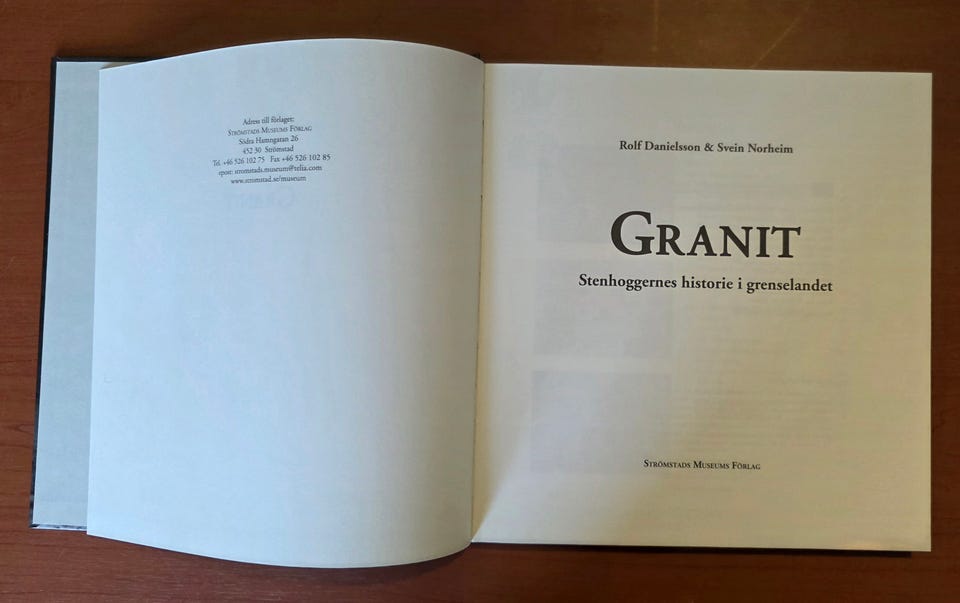 Adress till förlaget:
Strömstads Museums Förlag
Södra Hamngatan 26
452 30 Strömstad
Tel. +46 526 102 75 Fax +46 526 102 85
epost: stromstads.museum@telia.com
www.stromstad.se/museum
Rolf Danielsson & Svein Norheim
Granit
Stenhoggernes historie i grenselandet
Strömstads Museums Förlag